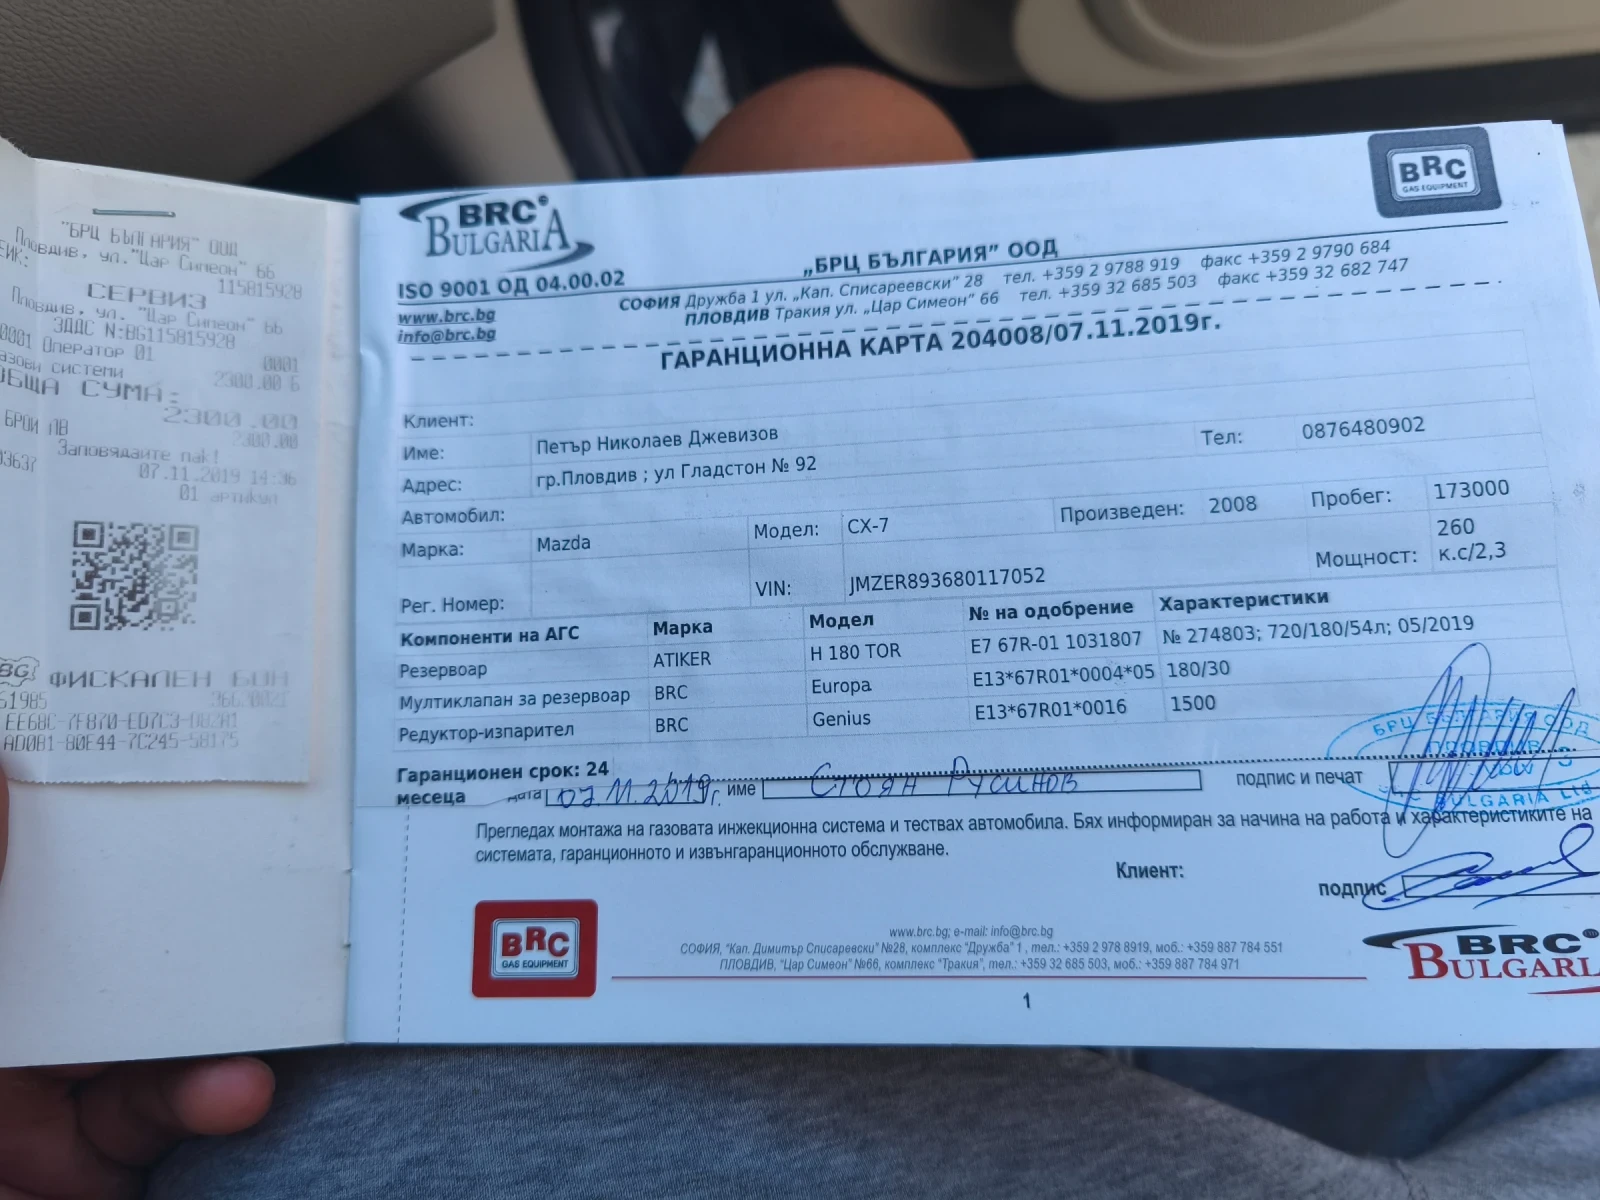 "БРЦ БЪЛГАРИЯ" ООД
Пловдив, ул."Цар Симеон" 66
ЕИК: 115815928
СЕРВИЗ
Пловдив, ул. "Цар Симеон" 66
ЗДДС N:BG115815928
0001 Оператор 01 0001
газови системи 2300.00 Б
ОБЩА СУМА: 2300.00
БРОИ ЛВ 2300.00
Заповядайте пак!
03637 07.11.2019 14:36
01 артикул
BG ФИСКАЛЕН БОН
BRC®
BULGARIA
BRC
GAS EQUIPMENT
ISO 9001 ОД 04.00.02
www.brc.bg
info@brc.bg
„БРЦ БЪЛГАРИЯ” ООД
СОФИЯ Дружба 1 ул. „Кап. Списареевски” 28 тел. +359 2 9788 919 факс +359 2 9790 684
ПЛОВДИВ Тракия ул. „Цар Симеон” 66 тел. +359 32 685 503 факс +359 32 682 747
ГАРАНЦИОННА КАРТА 204008/07.11.2019г.
Клиент:
Име: Петър Николаев Джевизов Тел: 0876480902
Адрес: гр.Пловдив ; ул Гладстон № 92
Автомобил:
Марка: Mazda Модел: CX-7 Произведен: 2008 Пробег: 173000
Рег. Номер: VIN: JMZER893680117052 Мощност: 260 к.с/2,3
Компоненти на АГС Марка Модел № на одобрение Характеристики
Резервоар ATIKER H 180 TOR E7 67R-01 1031807 № 274803; 720/180/54л; 05/2019
Мултиклапан за резервоар BRC Europa E13*67R01*0004*05 180/30
Редуктор-изпарител BRC Genius E13*67R01*0016 1500
Гаранционен срок: 24
месеца дата 07.11.2019г. име Стоян Русинов подпис и печат
БРЦ БЪЛГАРИЯ ООД
BULGARIA Ltd
Прегледах монтажа на газовата инжекционна система и тествах автомобила. Бях информиран за начина на работа и характеристиките на
системата, гаранционното и извънгаранционното обслужване.
Клиент:
подпис
BRC
GAS EQUIPMENT
www.brc.bg; e-mail: info@brc.bg
СОФИЯ, "Кап. Димитър Списаревски" №28, комплекс "Дружба" 1 , тел.: +359 2 978 8919, моб.: +359 887 784 551
ПЛОВДИВ, "Цар Симеон" №66, комплекс "Тракия", тел.: +359 32 685 503, моб.: +359 887 784 971
BRC
BULGARI
1